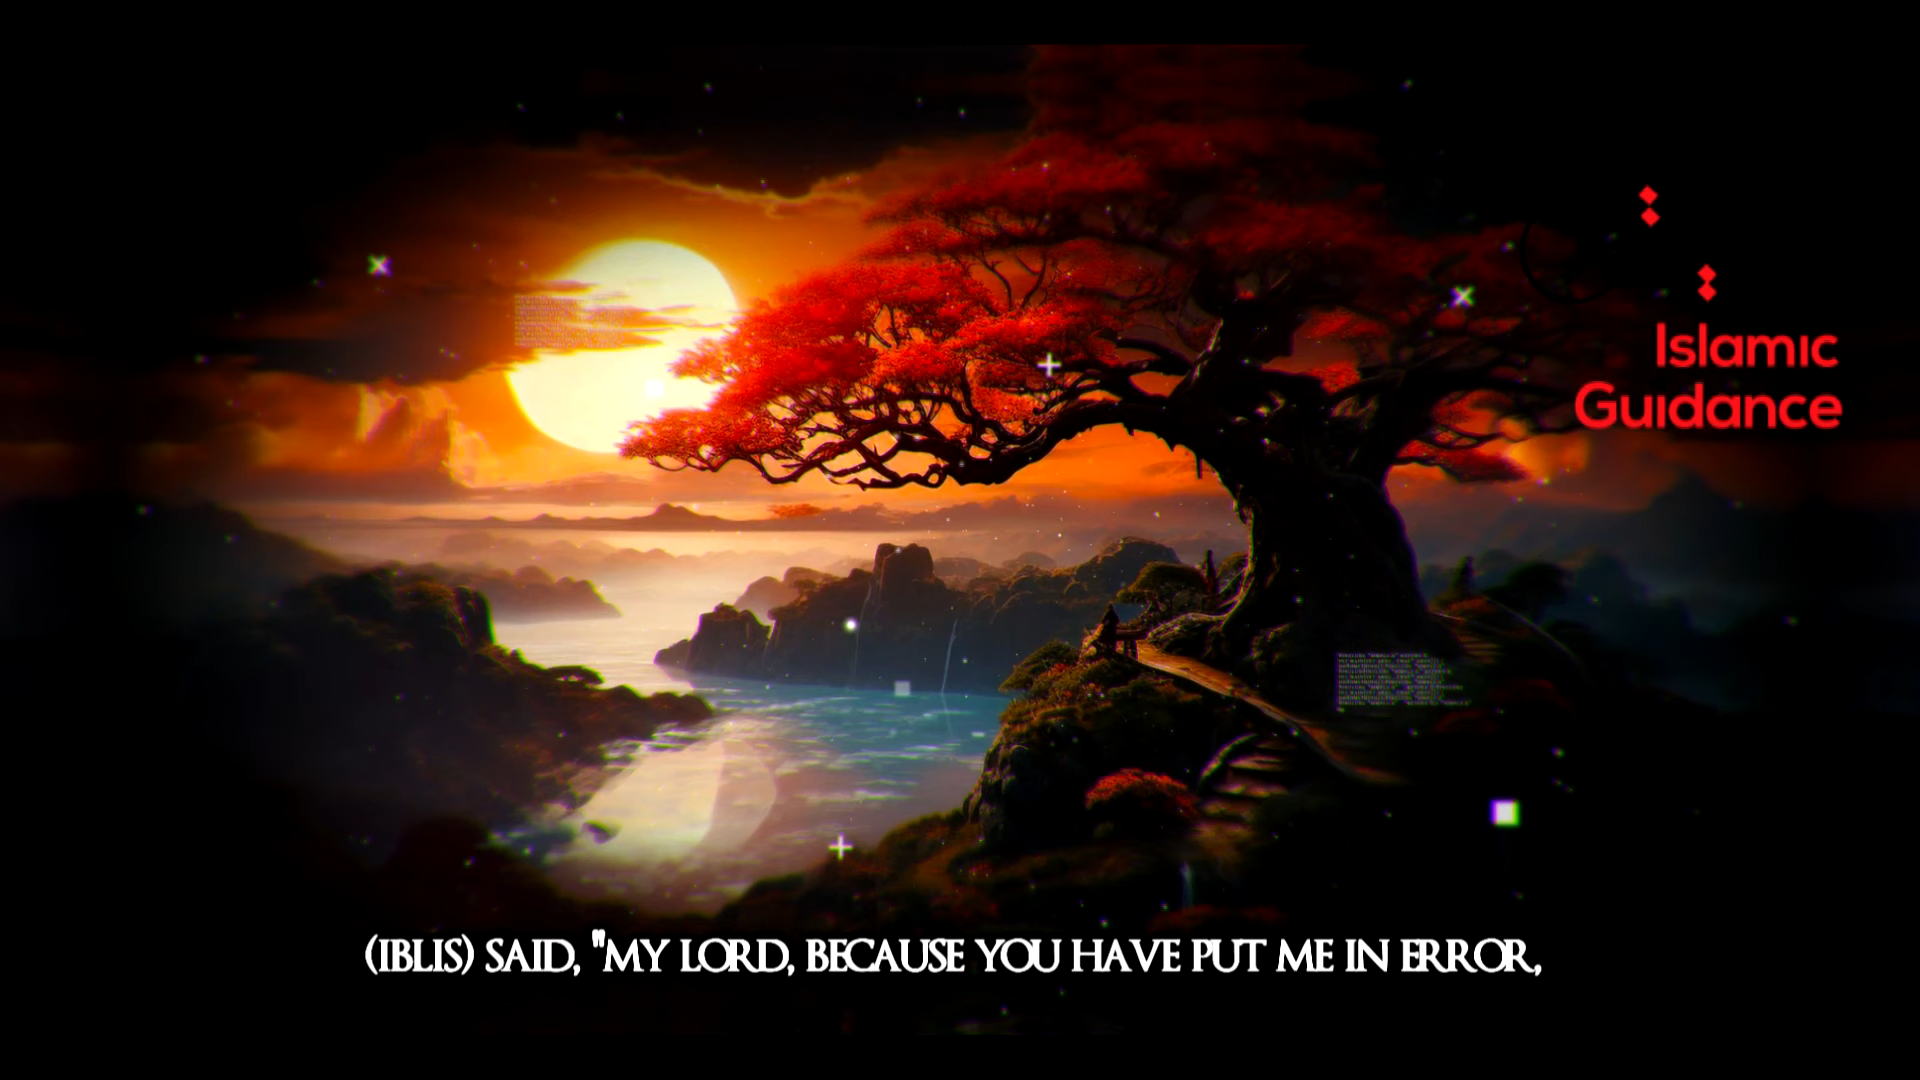 Islamic
Guidance
(IBLIS) SAID, "MY LORD, BECAUSE YOU HAVE PUT ME IN ERROR,